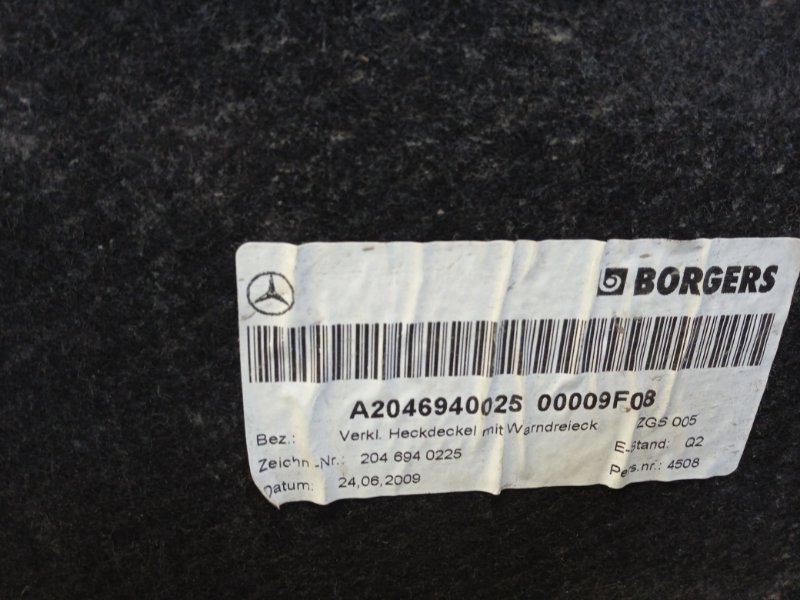 BORGERS
A2046940025 00009F08
Bez.: Verkl. Heckdeckel mit Warndreieck ZGS 005
Zeichn.-Nr.: 204 694 0225 E-Stand: Q2
Datum: 24,06,2009 Pers.nr.: 4508